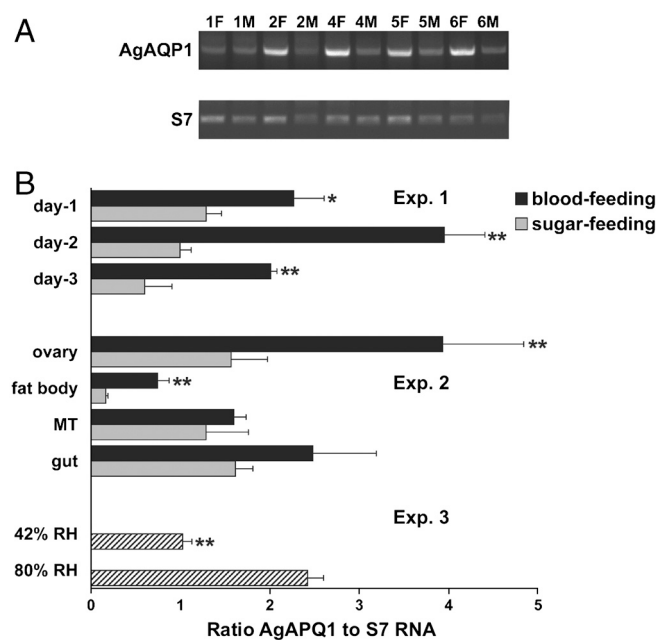 A
1F 1M 2F 2M 4F 4M 5F 5M 6F 6M
AgAQP1
S7
B
Exp. 1
blood-feeding
sugar-feeding
day-1
*
day-2
**
day-3
**
ovary
**
fat body
**
Exp. 2
MT
gut
Exp. 3
42% RH
**
80% RH
0 1 2 3 4 5
Ratio AgAPQ1 to S7 RNA